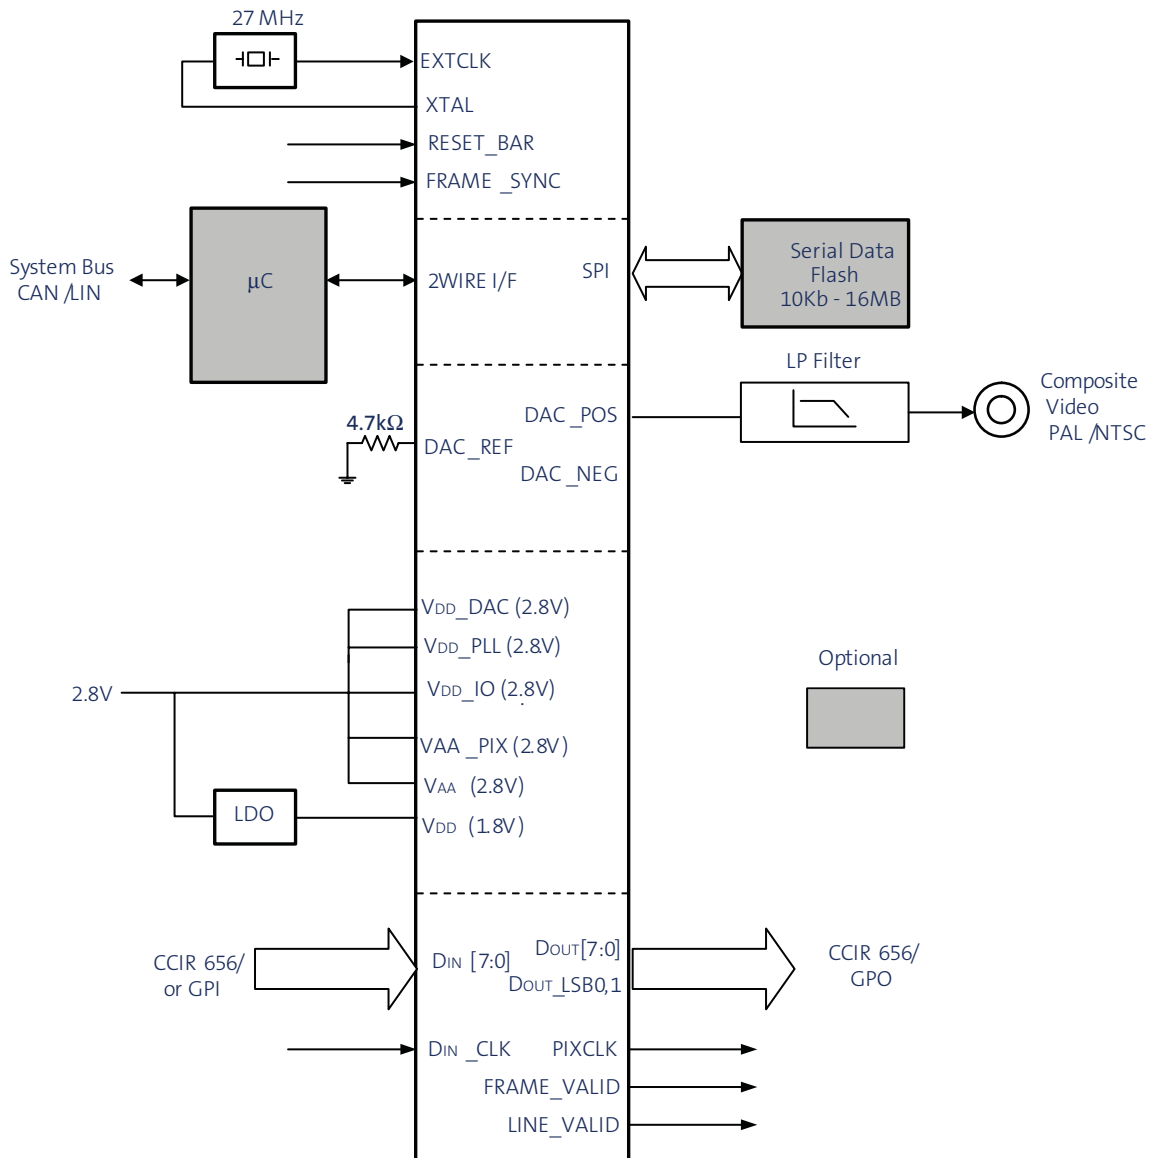 27 MHz
EXTCLK
XTAL
RESET_BAR
FRAME _SYNC
System Bus
CAN /LIN
µC
2WIRE I/F
SPI
Serial Data
Flash
10Kb - 16MB
LP Filter
Composite
Video
PAL /NTSC
4.7kΩ
DAC _POS
DAC _REF
DAC _NEG
VDD_DAC (2.8V)
VDD_PLL (2.8V)
2.8V
VDD_IO (2.8V)
VAA _PIX (2.8V)
VAA (2.8V)
LDO
VDD (1.8V)
Optional
CCIR 656/
or GPI
DIN [7:0]
DOUT[7:0]
DOUT_LSB0,1
CCIR 656/
GPO
DIN _CLK
PIXCLK
FRAME_VALID
LINE_VALID